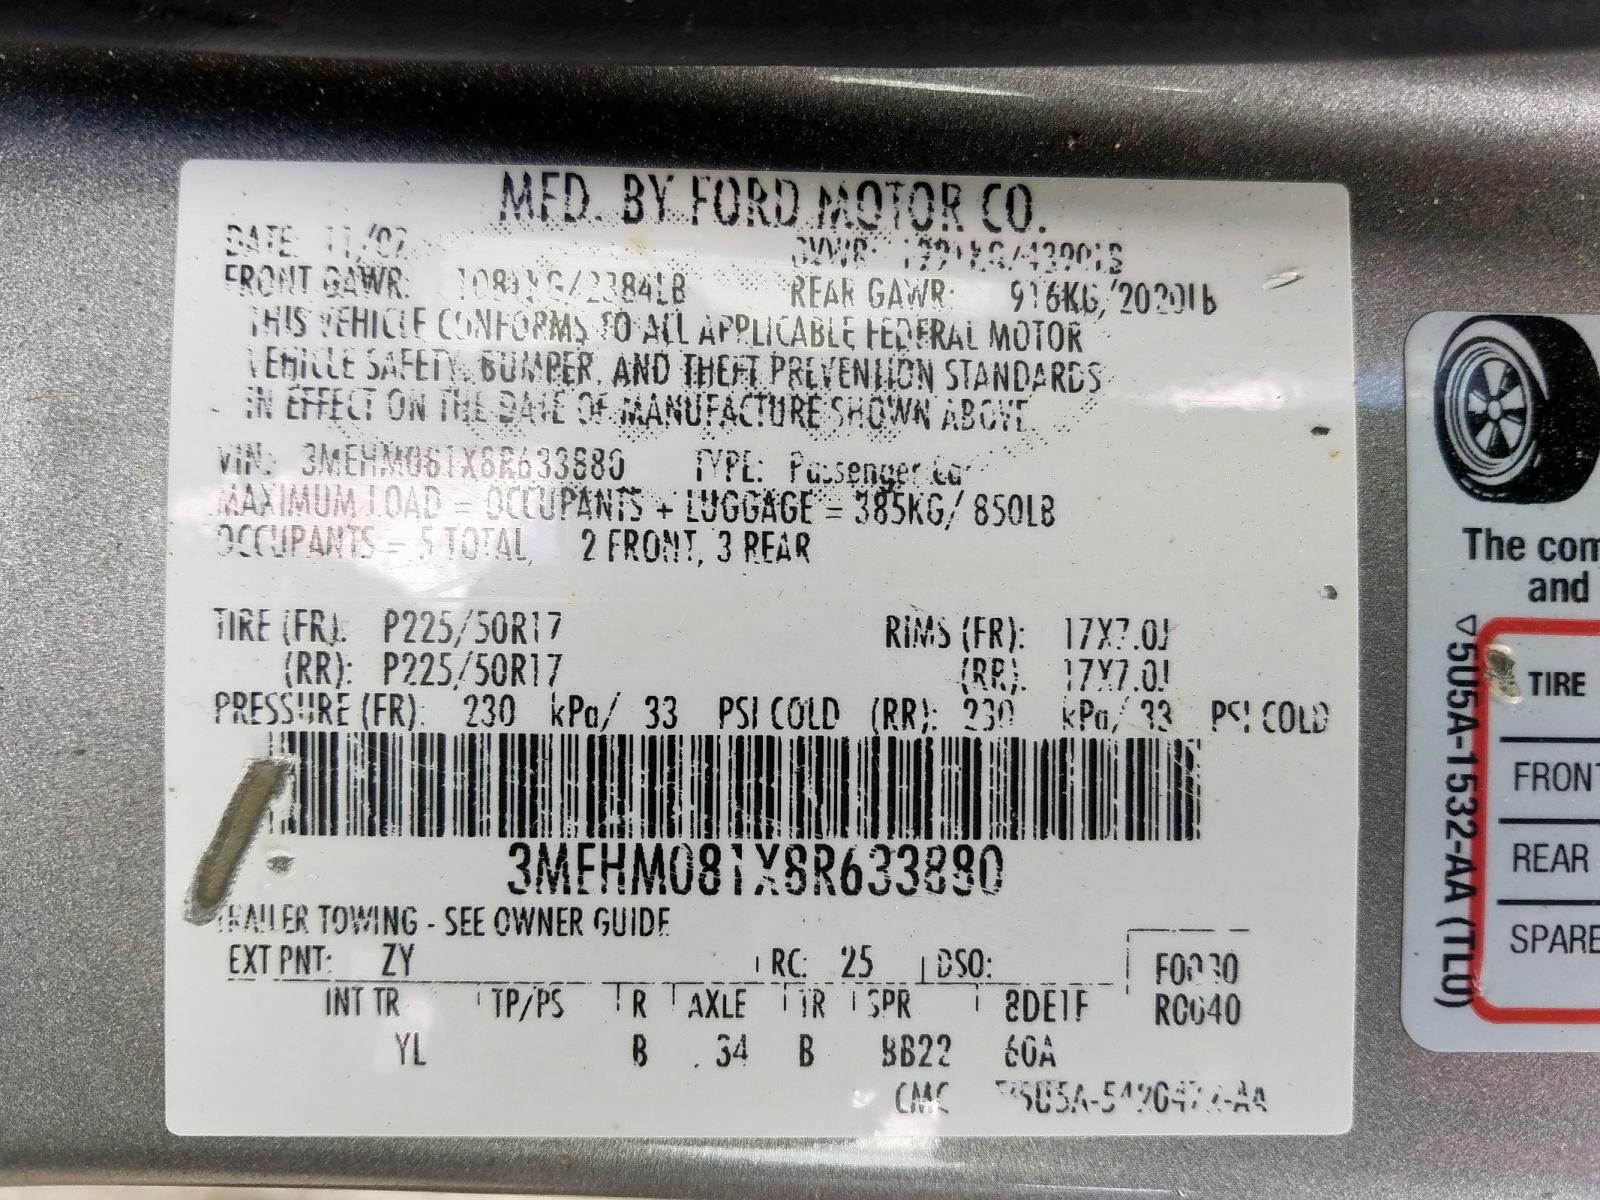 MFD. BY FORD MOTOR CO.
DATE: 11/07 GVWR:
FRONT GAWR: REAR GAWR: 916KG/2020LB
THIS VEHICLE CONFORMS TO ALL APPLICABLE FEDERAL MOTOR
VEHICLE SAFETY, BUMPER, AND THEFT PREVENTION STANDARDS
IN EFFECT ON THE DATE OF MANUFACTURE SHOWN ABOVE.
VIN: 3MEHM081X8R633880 TYPE: Passenger Car
MAXIMUM LOAD = OCCUPANTS + LUGGAGE = 385KG/ 850LB
OCCUPANTS = 5 TOTAL, 2 FRONT, 3 REAR
TIRE (FR): P225/50R17 RIMS (FR): 17X7.0J
(RR): P225/50R17 (RR): 17X7.0J
PRESSURE (FR): 230 kPa/ 33 PSI COLD (RR): 230 kPa/ 33 PSI COLD
3MEHM081X8R633880
TRAILER TOWING - SEE OWNER GUIDE
EXT PNT: ZY RC: 25 DSO:
INT TR TP/PS R AXLE TR SPR 8DE1F R0040
YL B 34 B BB22 60A
CMC
The com
and
▽5U5A-1532-AA (TLU)
TIRE
FRONT
REAR
SPARE